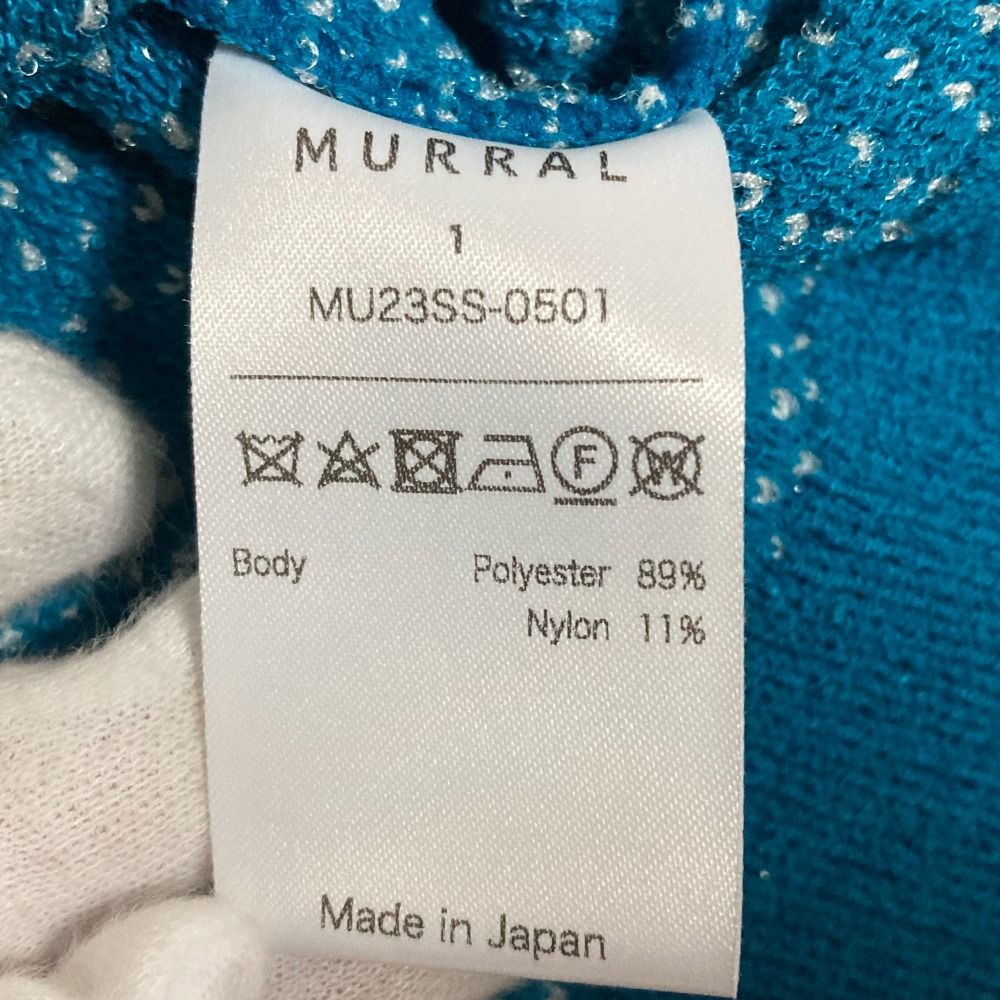 MURRAL
1
MU23SS-0501
F W
Body Polyester 89%
Nylon 11%
Made in Japan